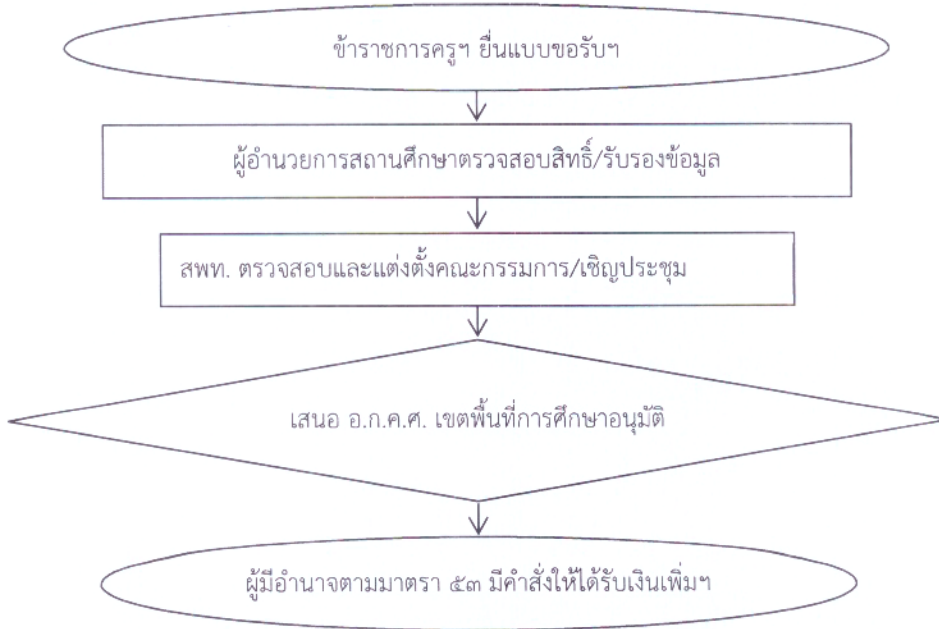 ข้าราชการครูฯ ยื่นแบบขอรับฯ
ผู้อำนวยการสถานศึกษาตรวจสอบสิทธิ์/รับรองข้อมูล
สพท. ตรวจสอบและแต่งตั้งคณะกรรมการ/เชิญประชุม
เสนอ อ.ก.ค.ศ. เขตพื้นที่การศึกษาอนุมัติ
ผู้มีอำนาจตามมาตรา ๕๓ มีคำสั่งให้ได้รับเงินเพิ่มฯ